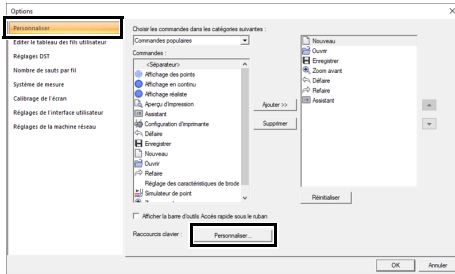 Options
Personnaliser
Editer le tableau des fils utilisateur
Réglages DST
Nombre de sauts par fil
Système de mesure
Calibrage de l'écran
Réglages de l'interface utilisateur
Réglages de la machine réseau
Choisir les commandes dans les catégories suivantes :
Commandes populaires
Commandes :
<Séparateur>
Affichage des points
Affichage en continu
Affichage réaliste
Aperçu d'impression
Assistant
Configuration d'imprimante
Défaire
Enregistrer
Nouveau
Ouvrir
Refaire
Réglage des caractéristiques de brode
Simulateur de point
Ajouter >>
Supprimer
Nouveau
Ouvrir
Enregistrer
Zoom avant
Défaire
Refaire
Assistant
Réinitialiser
Afficher la barre d'outils Accès rapide sous le ruban
Raccourcis clavier :
Personnaliser...
OK
Annuler